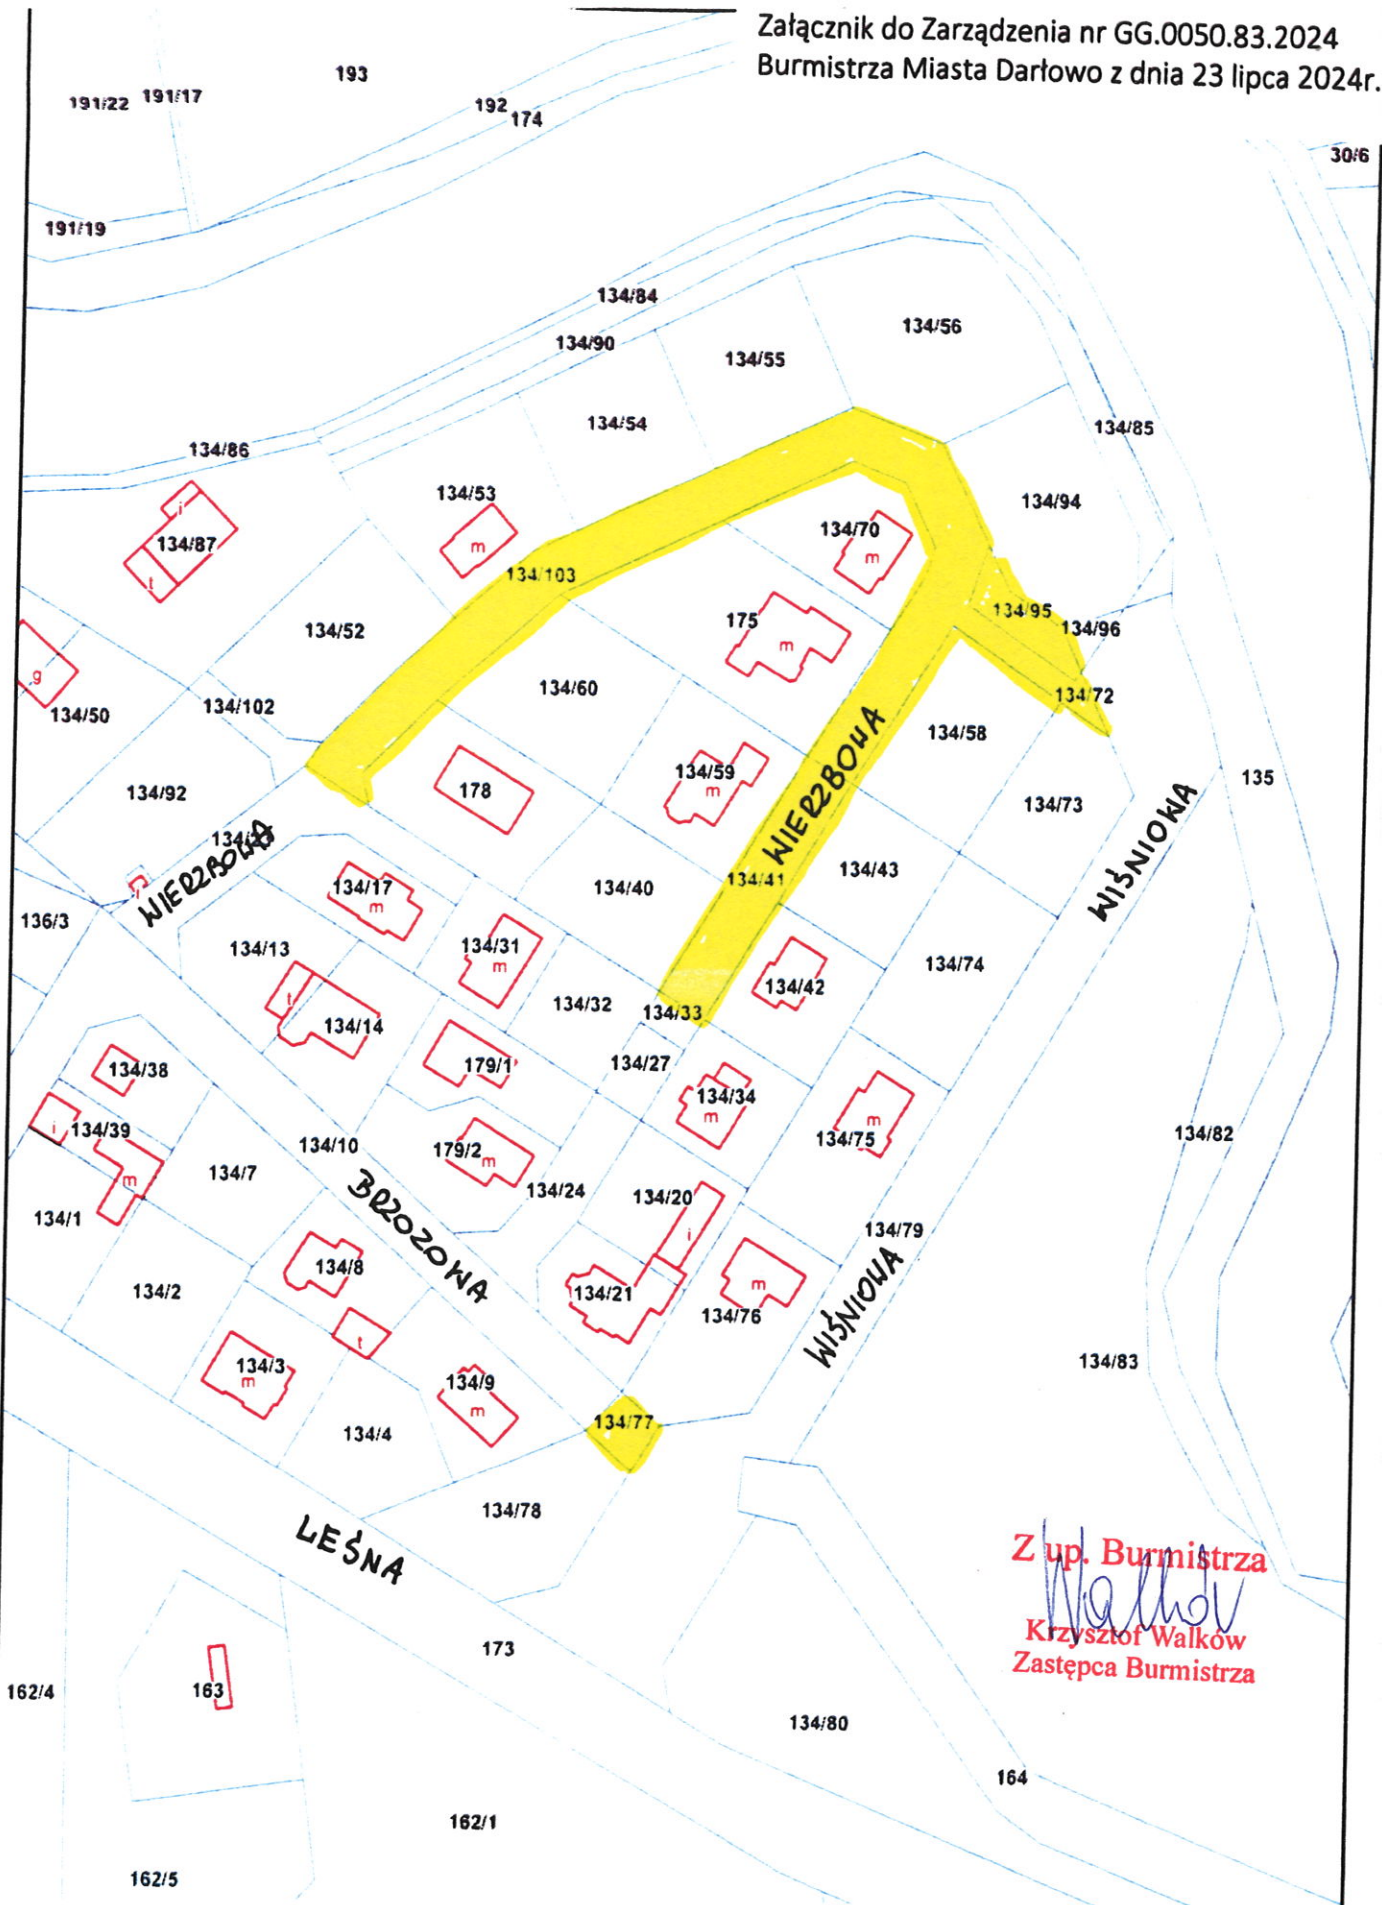 Załącznik do Zarządzenia nr GG.0050.83.2024
Burmistrza Miasta Darłowo z dnia 23 lipca 2024r.
193
191/22
191/17
192
174
30/6
191/19
134/84
134/56
134/90
134/55
134/54
134/85
134/86
134/53
134/94
i
134/87
m
134/70
m
t
134/103
134/95
175
134/96
134/52
m
g
134/60
134/72
134/50
134/102
134/58
WIERZBOWA
134/59
m
178
135
134/92
134/73
WIŚNIOWA
WIERZBOWA
134/43
134/41
134/17
m
134/40
136/3
134/13
134/31
m
134/74
134/42
t
134/32
134/33
134/14
134/27
179/1
134/38
134/34
m
i
134/39
m
134/75
134/82
134/10
179/2
m
m
134/7
BRZOZOWA
134/24
134/20
134/1
134/79
i
134/8
134/2
134/21
m
134/76
WIŚNIOWA
t
134/3
m
134/83
134/9
m
134/77
134/4
134/78
LEŚNA
Z up. Burmistrza
Krzysztof Walków
Zastępca Burmistrza
173
162/4
163
134/80
164
162/1
162/5